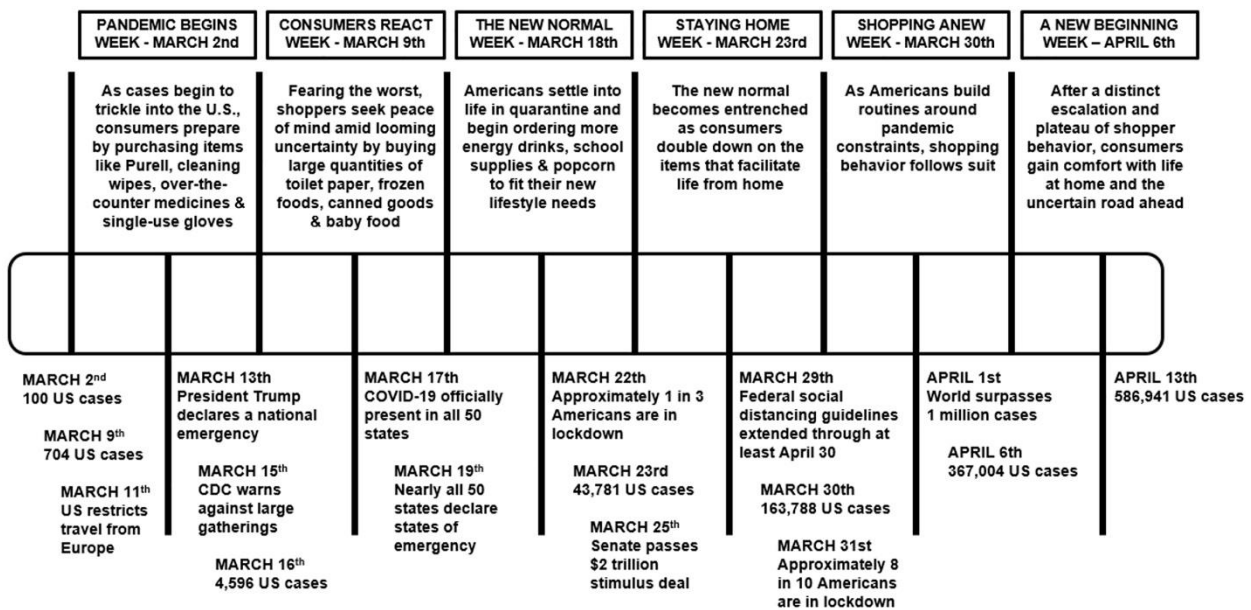 PANDEMIC BEGINS
WEEK - MARCH 2nd
As cases begin to
trickle into the U.S.,
consumers prepare
by purchasing items
like Purell, cleaning
wipes, over-the-
counter medicines &
single-use gloves
CONSUMERS REACT
WEEK - MARCH 9th
Fearing the worst,
shoppers seek peace
of mind amid looming
uncertainty by buying
large quantities of
toilet paper, frozen
foods, canned goods
& baby food
THE NEW NORMAL
WEEK - MARCH 18th
Americans settle into
life in quarantine and
begin ordering more
energy drinks, school
supplies & popcorn
to fit their new
lifestyle needs
STAYING HOME
WEEK - MARCH 23rd
The new normal
becomes entrenched
as consumers
double down on the
items that facilitate
life from home
SHOPPING ANEW
WEEK - MARCH 30th
As Americans build
routines around
pandemic
constraints, shopping
behavior follows suit
A NEW BEGINNING
WEEK – APRIL 6th
After a distinct
escalation and
plateau of shopper
behavior, consumers
gain comfort with life
at home and the
uncertain road ahead
MARCH 2nd
100 US cases
MARCH 9th
704 US cases
MARCH 11th
US restricts
travel from
Europe
MARCH 13th
President Trump
declares a national
emergency
MARCH 15th
CDC warns
against large
gatherings
MARCH 16th
4,596 US cases
MARCH 17th
COVID-19 officially
present in all 50
states
MARCH 19th
Nearly all 50
states declare
states of
emergency
MARCH 22th
Approximately 1 in 3
Americans are in
lockdown
MARCH 23rd
43,781 US cases
MARCH 25th
Senate passes
$2 trillion
stimulus deal
MARCH 29th
Federal social
distancing guidelines
extended through at
least April 30
MARCH 30th
163,788 US cases
MARCH 31st
Approximately 8
in 10 Americans
are in lockdown
APRIL 1st
World surpasses
1 million cases
APRIL 6th
367,004 US cases
APRIL 13th
586,941 US cases